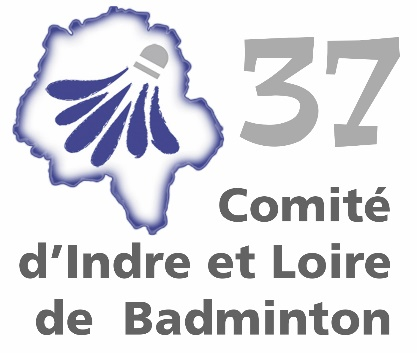 37
Comité
d'Indre et Loire
de Badminton